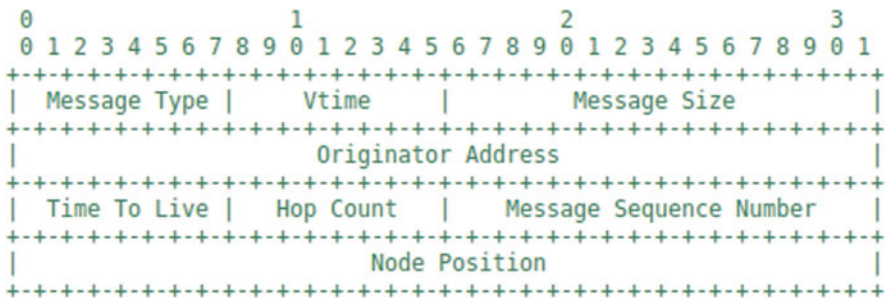 0                   1                   2                   3
0 1 2 3 4 5 6 7 8 9 0 1 2 3 4 5 6 7 8 9 0 1 2 3 4 5 6 7 8 9 0 1
+-+-+-+-+-+-+-+-+-+-+-+-+-+-+-+-+-+-+-+-+-+-+-+-+-+-+-+-+-+-+-+-+
|  Message Type |     Vtime     |         Message Size          |
+-+-+-+-+-+-+-+-+-+-+-+-+-+-+-+-+-+-+-+-+-+-+-+-+-+-+-+-+-+-+-+-+
|                      Originator Address                       |
+-+-+-+-+-+-+-+-+-+-+-+-+-+-+-+-+-+-+-+-+-+-+-+-+-+-+-+-+-+-+-+-+
|  Time To Live |   Hop Count   |    Message Sequence Number    |
+-+-+-+-+-+-+-+-+-+-+-+-+-+-+-+-+-+-+-+-+-+-+-+-+-+-+-+-+-+-+-+-+
|                          Node Position                        |
+-+-+-+-+-+-+-+-+-+-+-+-+-+-+-+-+-+-+-+-+-+-+-+-+-+-+-+-+-+-+-+-+